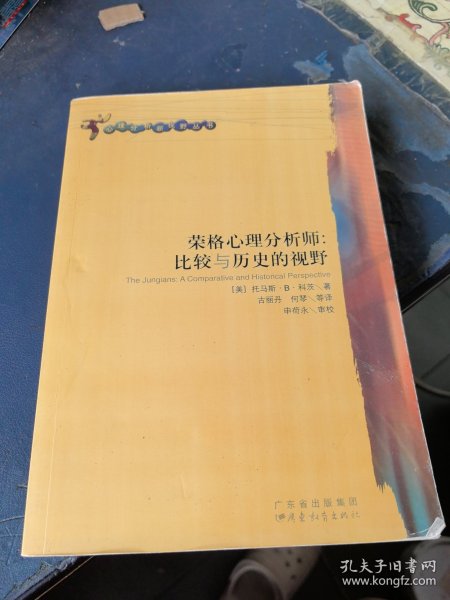 荣格心理分析师:
比较与历史的视野
The Jungians: A Comparative and Historical Perspective
[美] 托马斯·B·科茨＼著
古丽丹 何琴＼等译
申荷永＼审校
广东省出版集团
广东教育出版社
孔夫子旧书网
www.kongfz.com